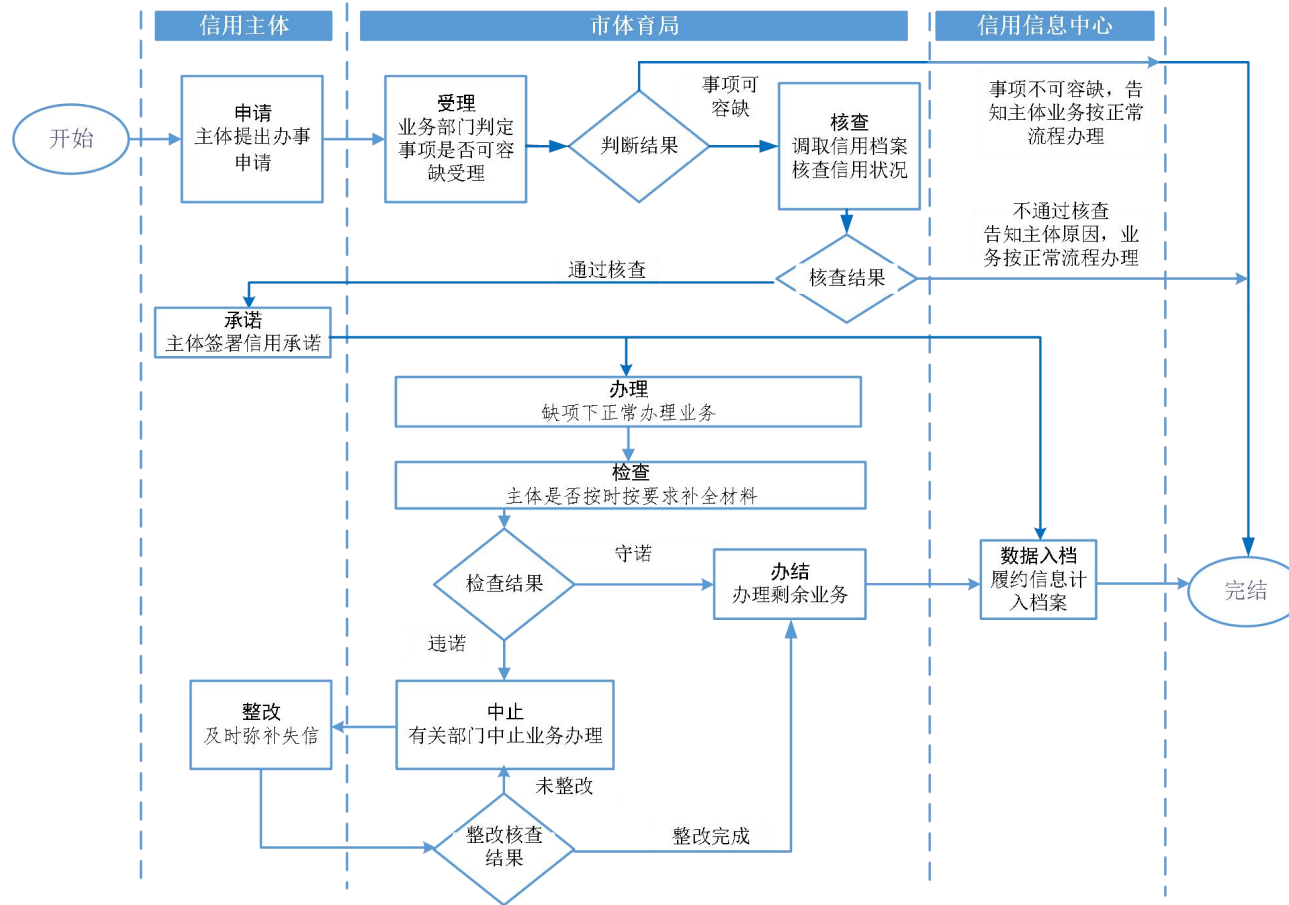 信用主体
市体育局
信用信息中心
开始
申请
主体提出办事
申请
受理
业务部门判定
事项是否可容
缺受理
判断结果
事项可
容缺
核查
调取信用档案
核查信用状况
事项不可容缺，告
知主体业务按正常
流程办理
核查结果
不通过核查
告知主体原因，业
务按正常流程办理
通过核查
承诺
主体签署信用承诺
办理
缺项下正常办理业务
检查
主体是否按时按要求补全材料
检查结果
守诺
办结
办理剩余业务
数据入档
履约信息计
入档案
完结
违诺
中止
有关部门中止业务办理
整改
及时弥补失信
未整改
整改核查
结果
整改完成